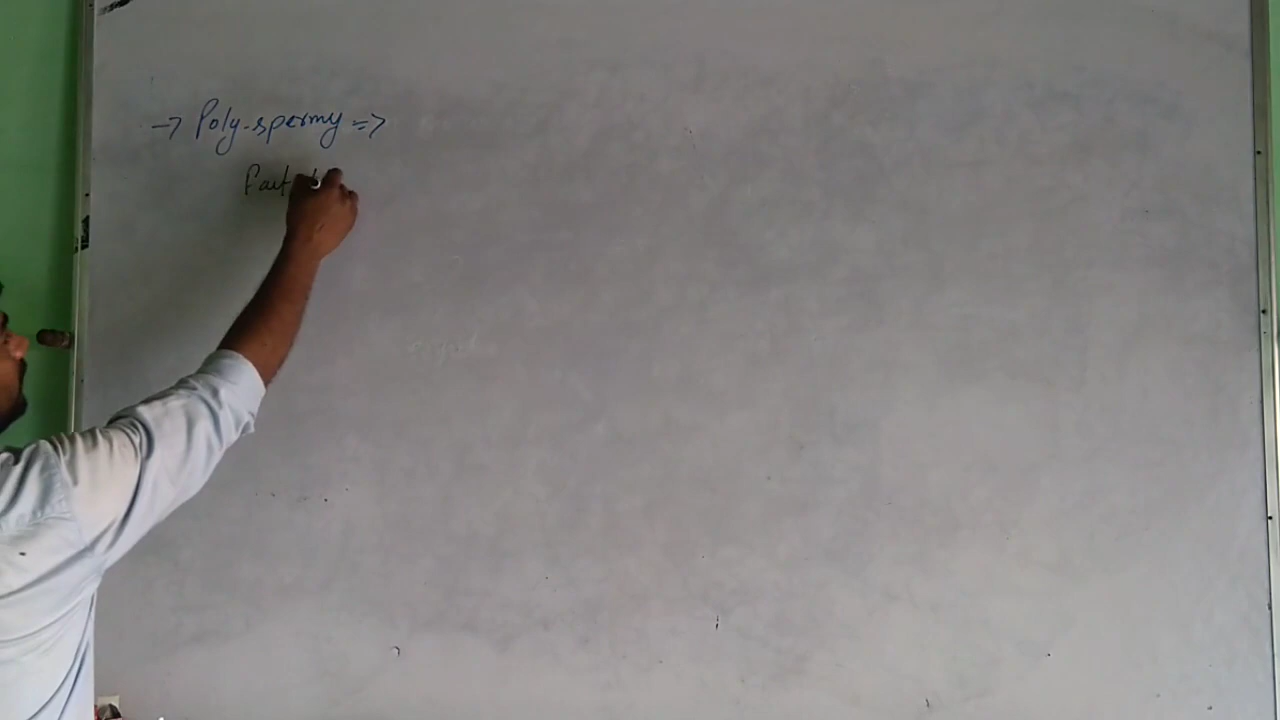 → Poly-spermy ⇒